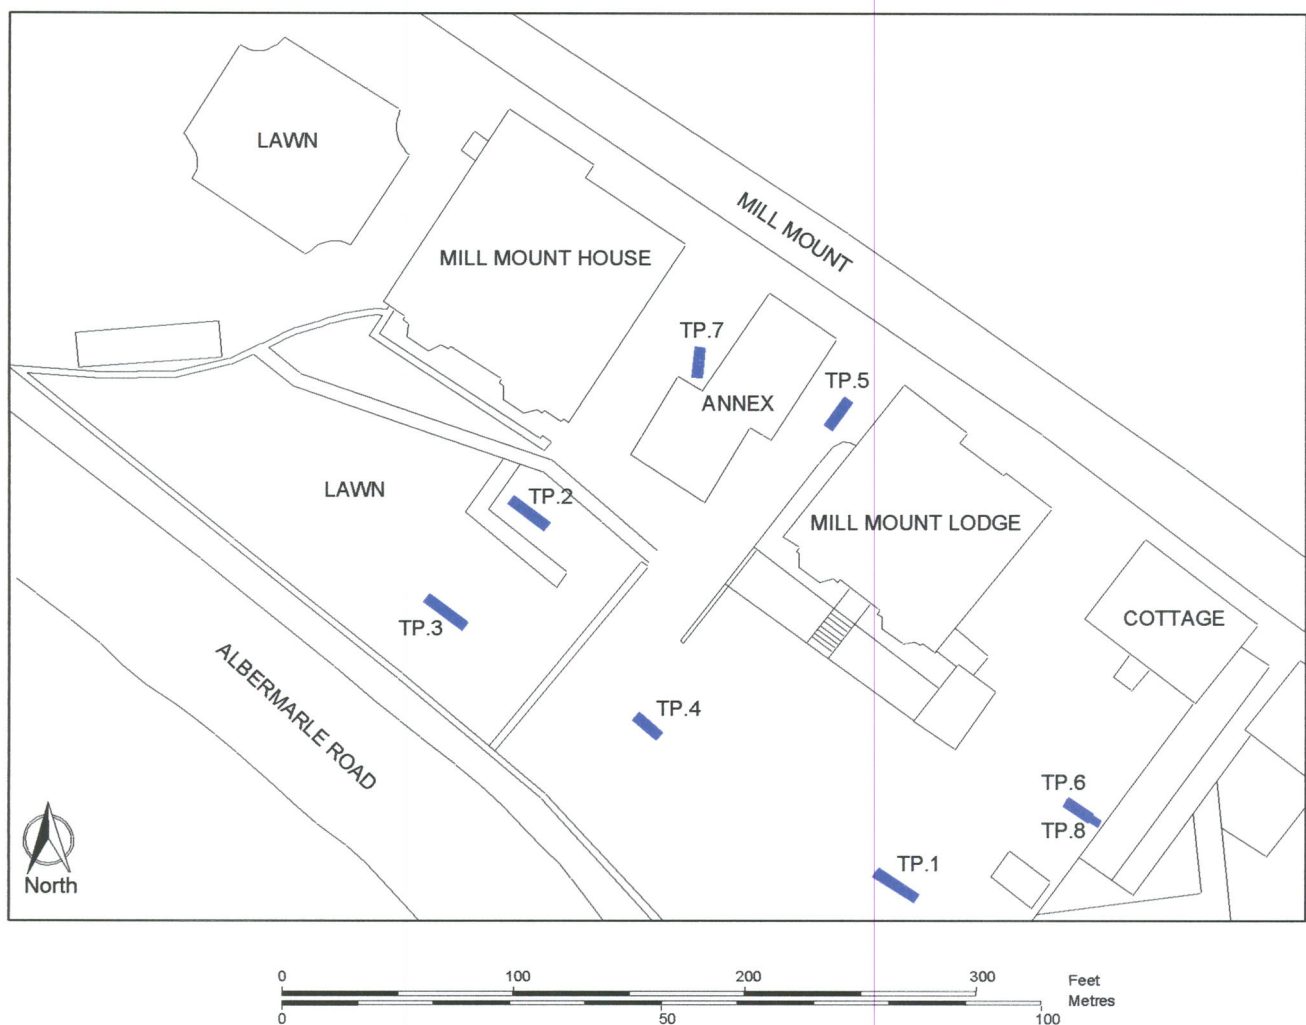 LAWN
MILL MOUNT
MILL MOUNT HOUSE
TP.7
TP.5
ANNEX
LAWN
TP.2
MILL MOUNT LODGE
COTTAGE
TP.3
ALBERMARLE ROAD
TP.4
TP.6
TP.8
TP.1
North
0 100 200 300 Feet
Metres
0 50 100